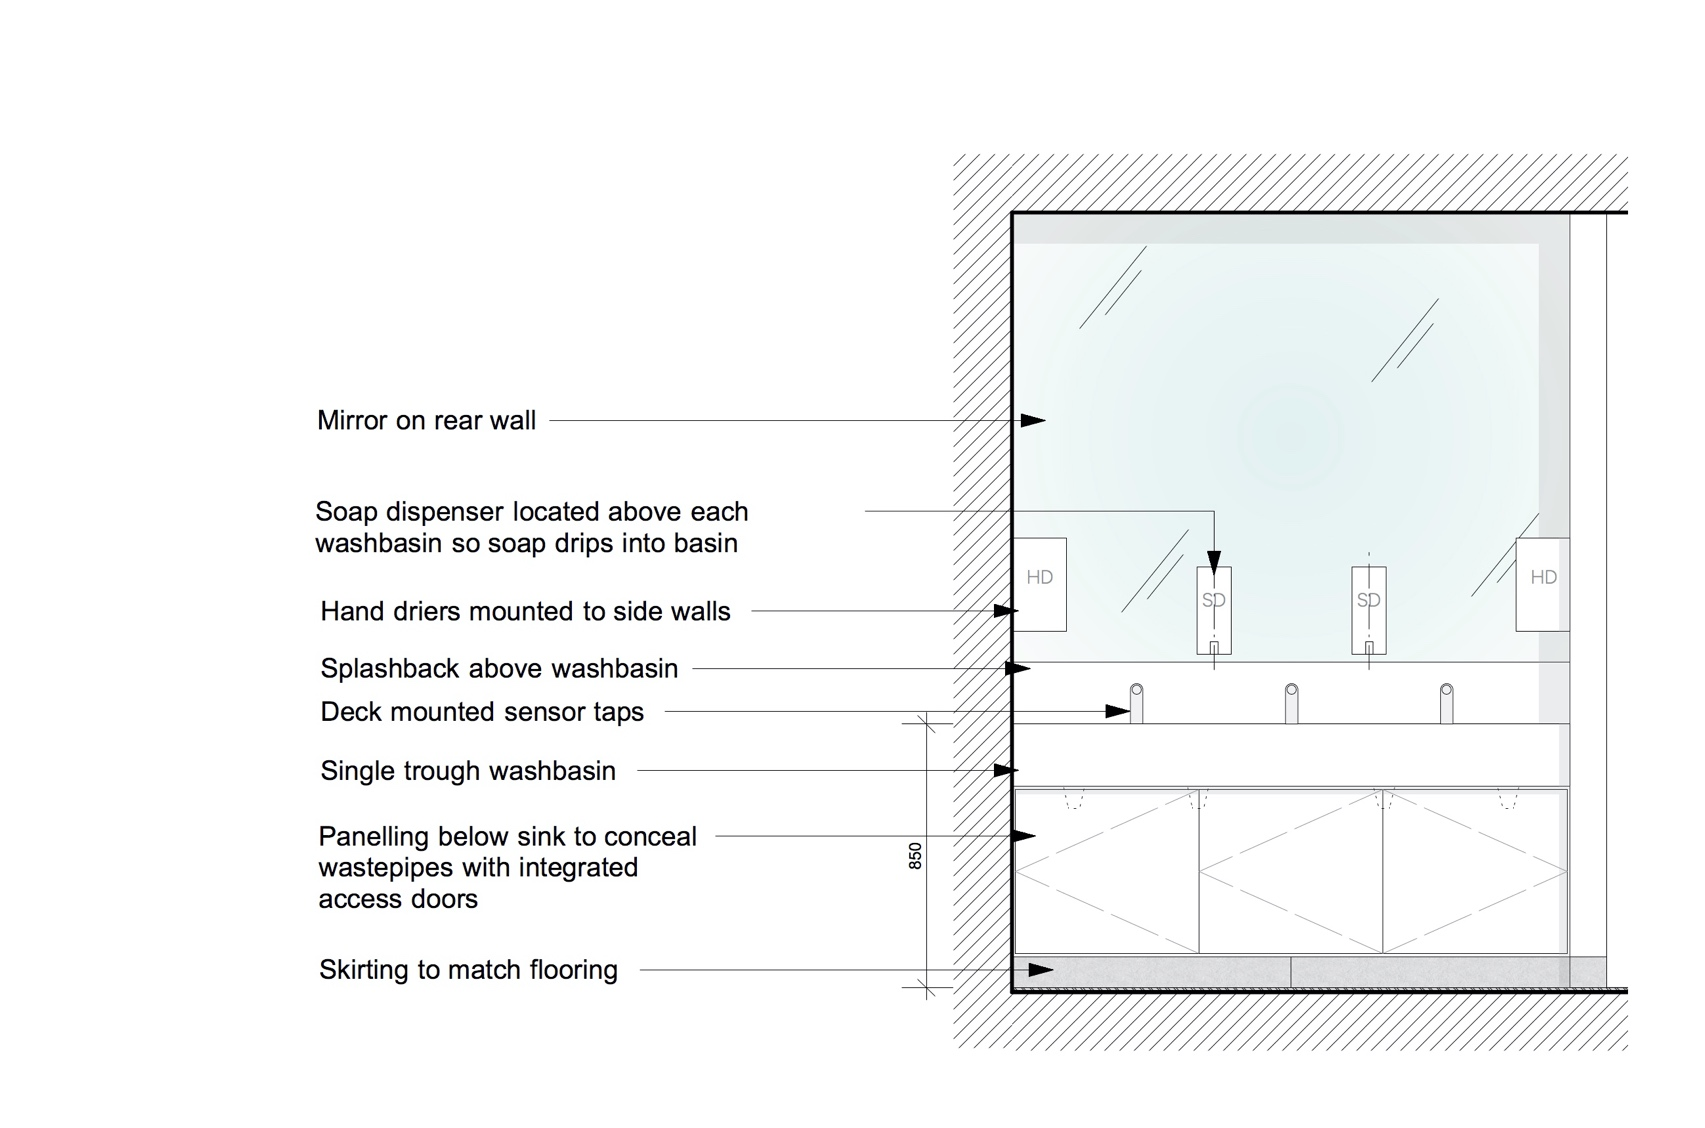 Mirror on rear wall
Soap dispenser located above each
washbasin so soap drips into basin
HD
HD
SD
SD
Hand driers mounted to side walls
Splashback above washbasin
Deck mounted sensor taps
Single trough washbasin
Panelling below sink to conceal
wastepipes with integrated
access doors
850
Skirting to match flooring